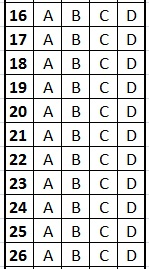 16 A B C D
17 A B C D
18 A B C D
19 A B C D
20 A B C D
21 A B C D
22 A B C D
23 A B C D
24 A B C D
25 A B C D
26 A B C D